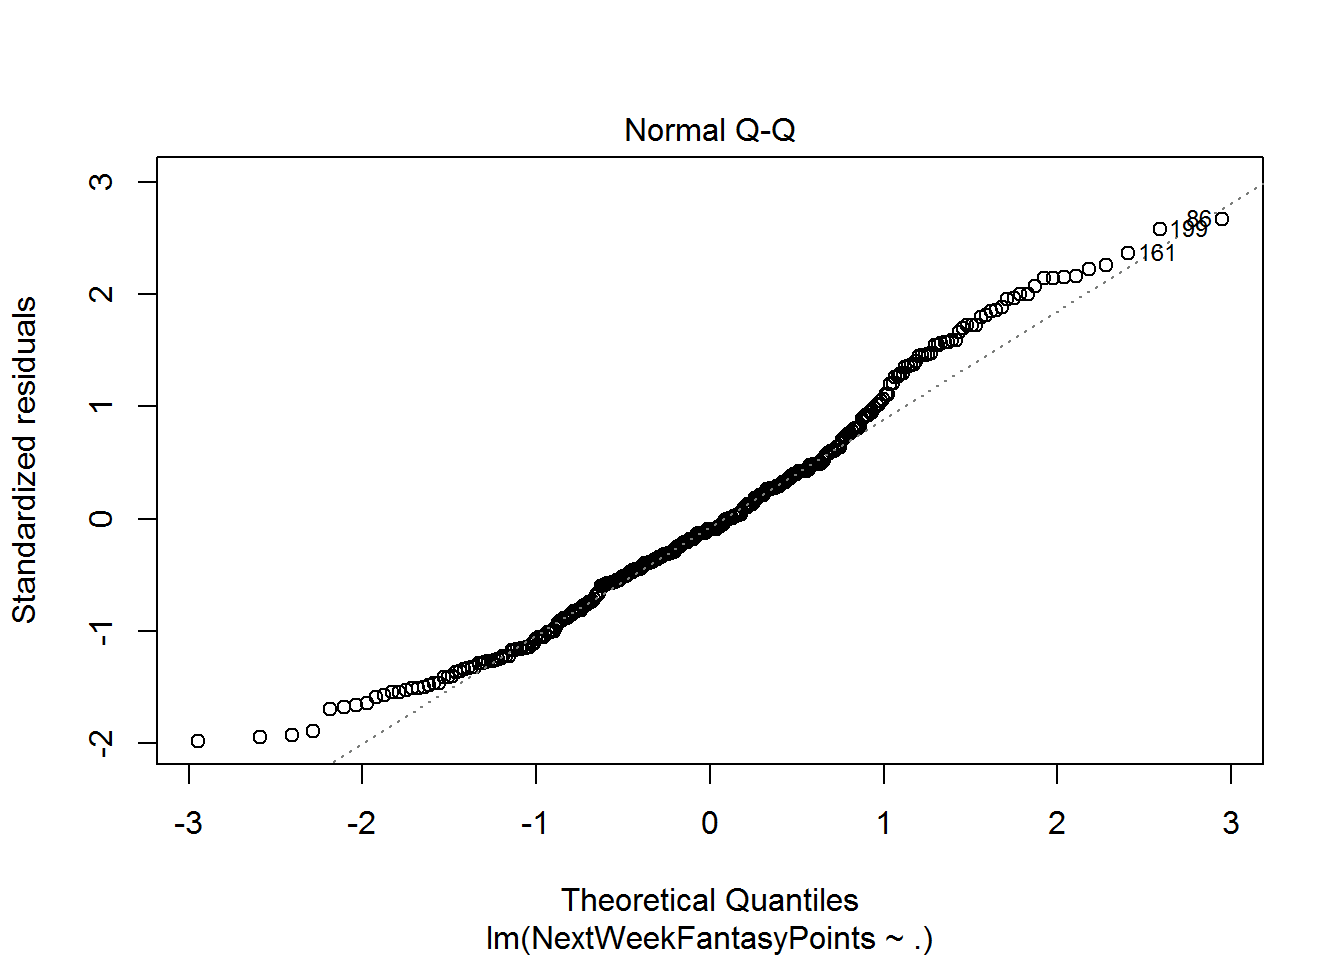 Normal Q-Q
Standardized residuals
3
2
1
0
-1
-2
86
199
161
-3 -2 -1 0 1 2 3
Theoretical Quantiles
lm(NextWeekFantasyPoints ~ .)